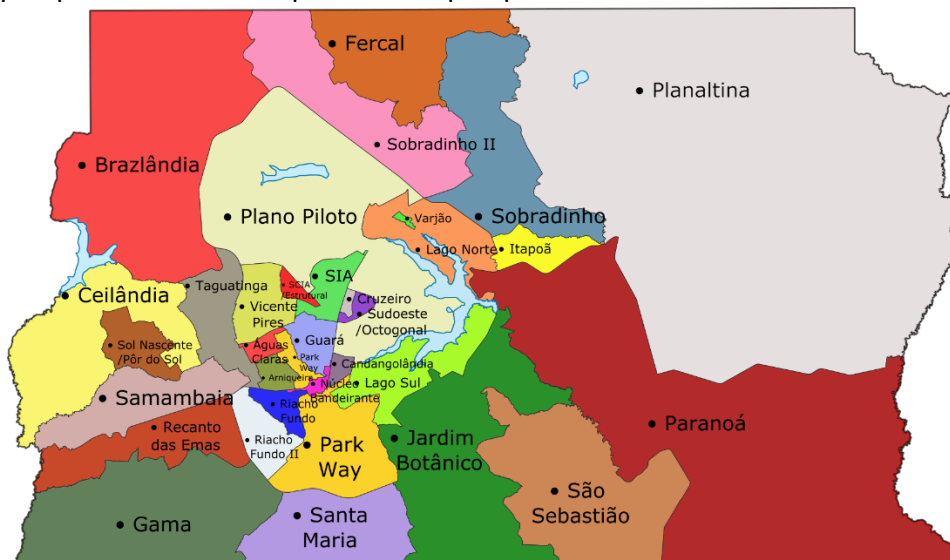 Fercal
Planaltina
Sobradinho II
Brazlândia
Plano Piloto
Varjão
Sobradinho
Lago Norte
Itapoã
Taguatinga
SIA
SCIA
/Estrutural
Ceilândia
Vicente
Pires
Cruzeiro
Sudoeste
/Octogonal
Sol Nascente
/Pôr do Sol
Águas
Claras
Guará
Park
Way
Candangolândia
Arniqueira
Núcleo
Bandeirante
Lago Sul
Samambaia
Riacho
Fundo
Recanto
das Emas
Riacho
Fundo II
Park
Way
Jardim
Botânico
Paranoá
São
Sebastião
Gama
Santa
Maria